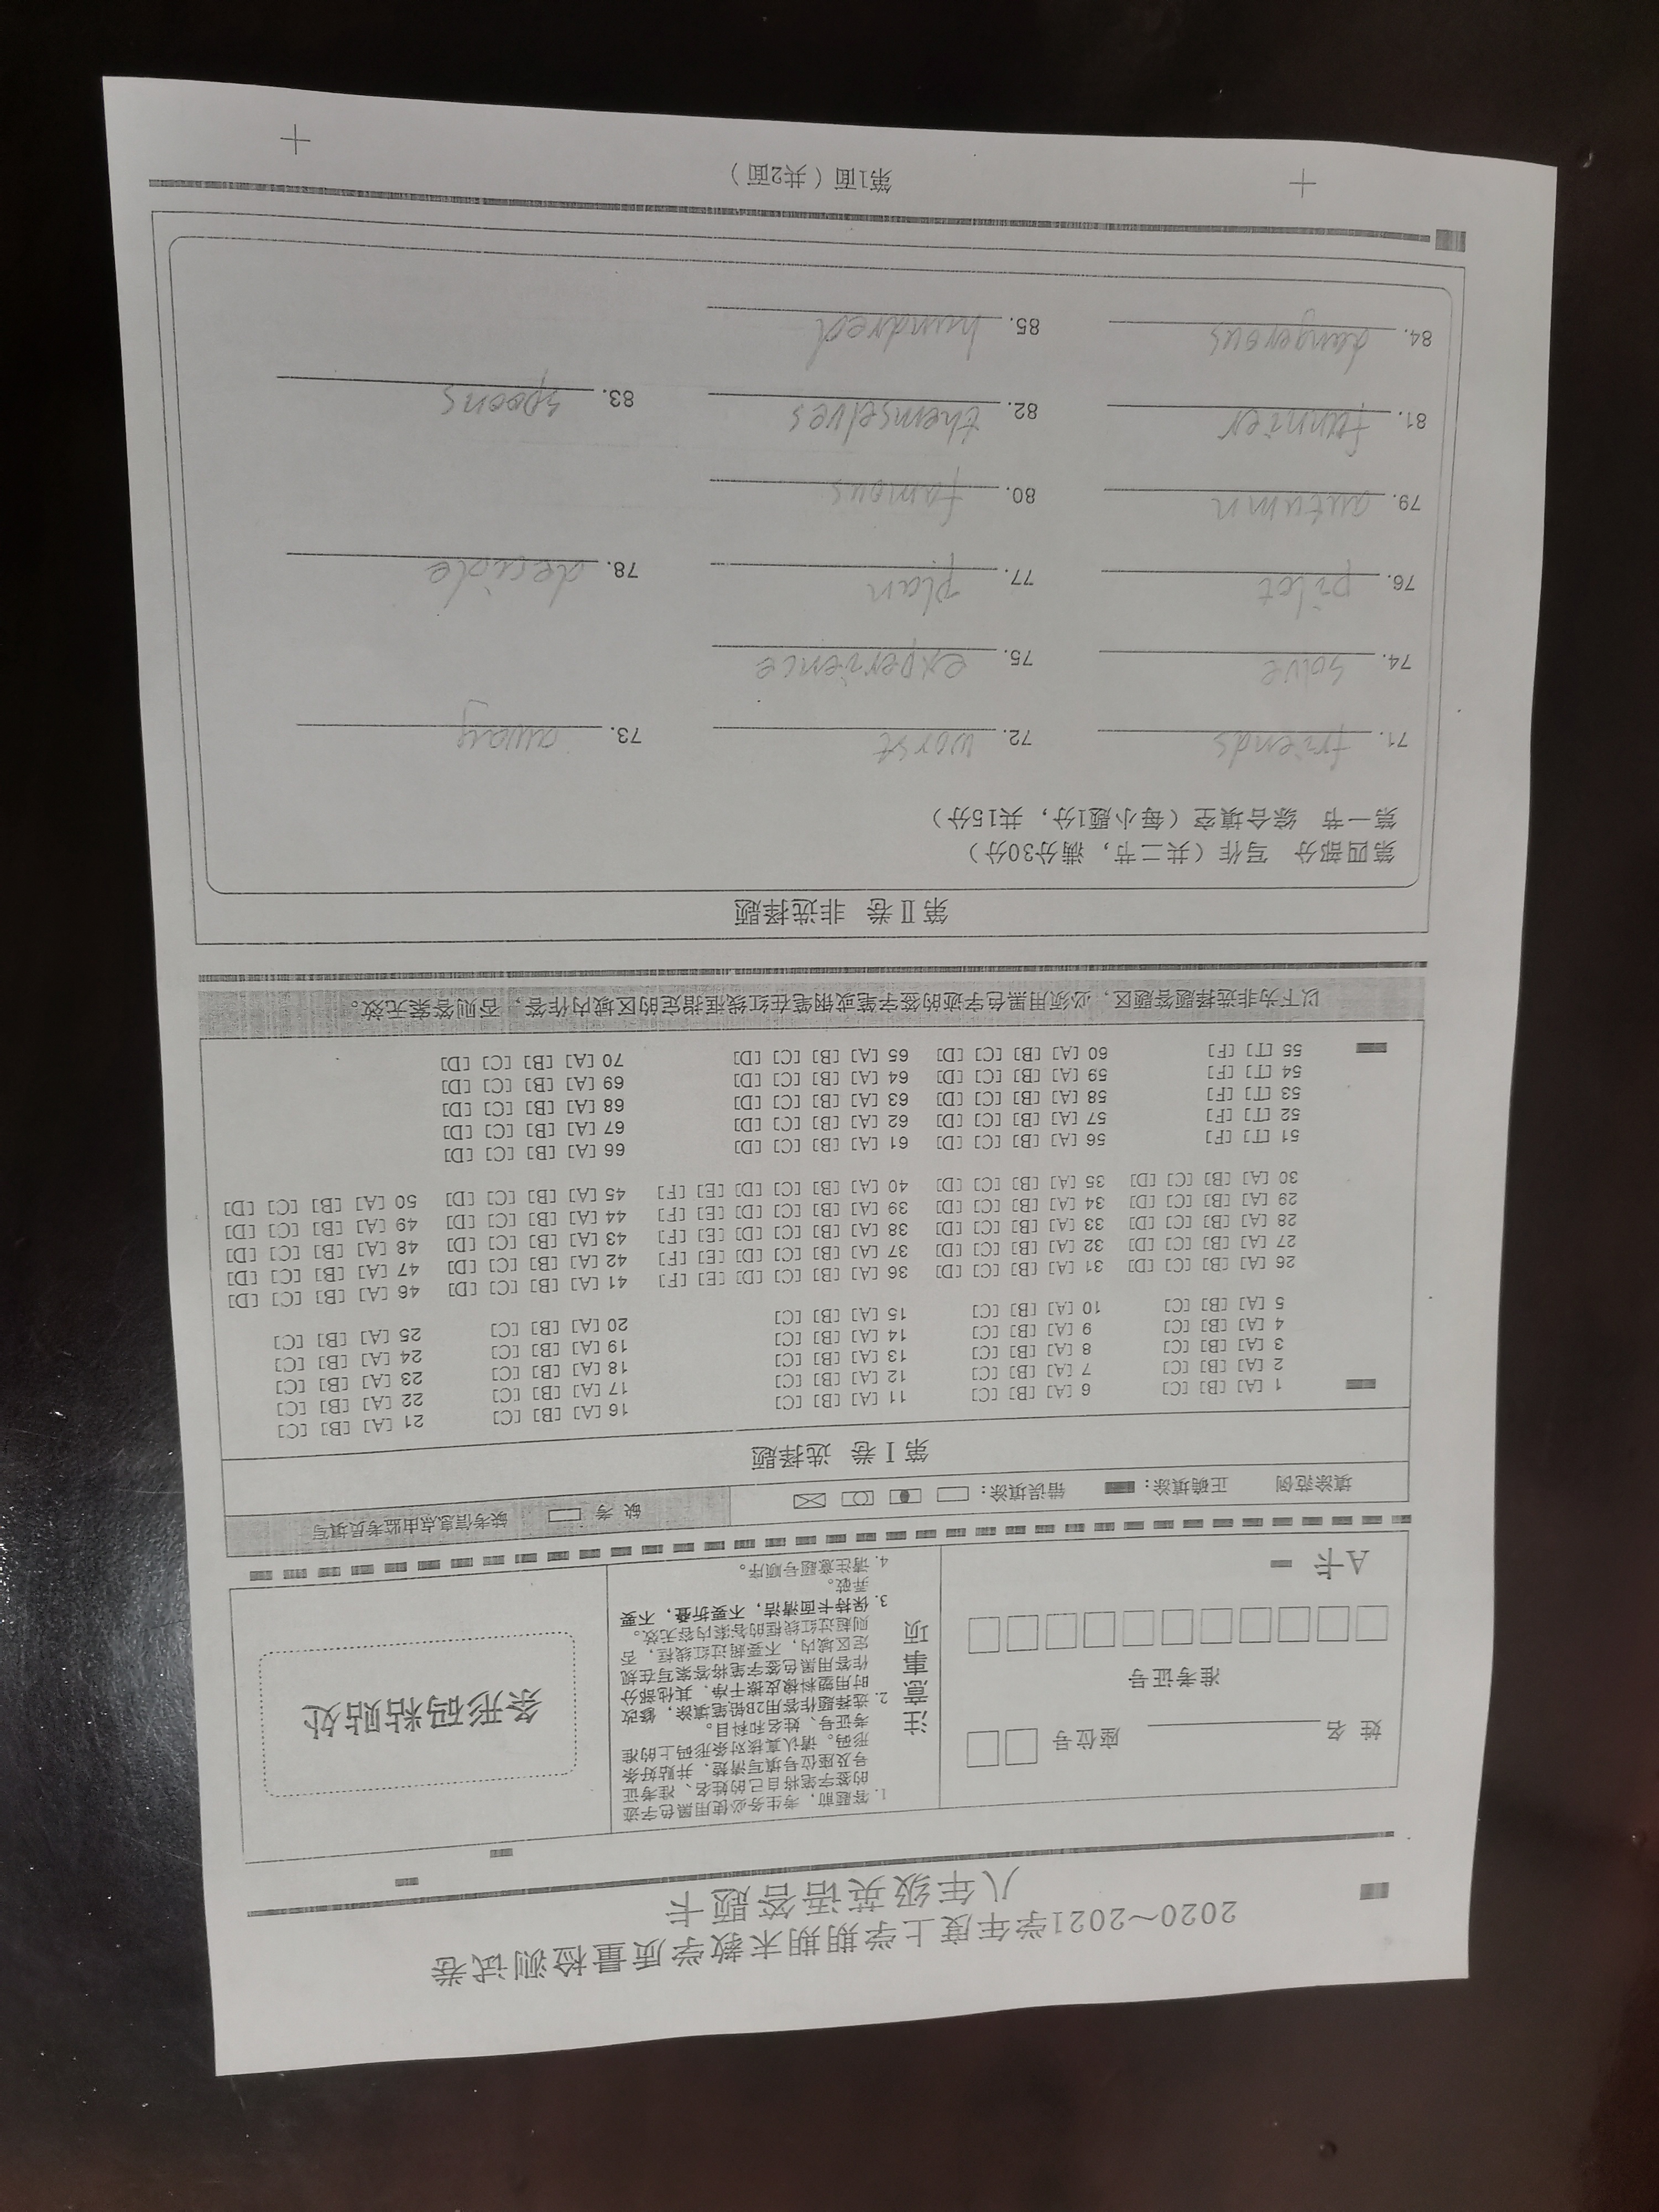 2020～2021学年度上学期期末教学质量检测试卷
八年级英语答题卡
姓 名
座位号
准考证号
A卡
注意事项
1. 答题前，考生务必使用黑色字迹
的签字笔将自己的姓名、准考证
号及座位号填写清楚，并贴好条
形码。请认真核对条形码上的准
考证号、姓名和科目。
2. 选择题作答用2B铅笔填涂，修改
时用塑料橡皮擦干净，其他部分
作答用黑色签字笔将答案写在规
定区域内，不要超过红线框，否
则超过红线框的答案内容无效。
3. 保持卡面清洁，不要折叠，不要
弄破。
4. 请注意题号顺序。
条形码粘贴处
填涂范例 正确填涂： 错误填涂： 缺 考 缺考信息点由监考员填写
第Ⅰ卷 选择题
1 [A] [B] [C] 6 [A] [B] [C] 11 [A] [B] [C] 16 [A] [B] [C] 21 [A] [B] [C]
2 [A] [B] [C] 7 [A] [B] [C] 12 [A] [B] [C] 17 [A] [B] [C] 22 [A] [B] [C]
3 [A] [B] [C] 8 [A] [B] [C] 13 [A] [B] [C] 18 [A] [B] [C] 23 [A] [B] [C]
4 [A] [B] [C] 9 [A] [B] [C] 14 [A] [B] [C] 19 [A] [B] [C] 24 [A] [B] [C]
5 [A] [B] [C] 10 [A] [B] [C] 15 [A] [B] [C] 20 [A] [B] [C] 25 [A] [B] [C]
26 [A] [B] [C] [D] 31 [A] [B] [C] [D] 36 [A] [B] [C] [D] [E] [F] 41 [A] [B] [C] [D] 46 [A] [B] [C] [D]
27 [A] [B] [C] [D] 32 [A] [B] [C] [D] 37 [A] [B] [C] [D] [E] [F] 42 [A] [B] [C] [D] 47 [A] [B] [C] [D]
28 [A] [B] [C] [D] 33 [A] [B] [C] [D] 38 [A] [B] [C] [D] [E] [F] 43 [A] [B] [C] [D] 48 [A] [B] [C] [D]
29 [A] [B] [C] [D] 34 [A] [B] [C] [D] 39 [A] [B] [C] [D] [E] [F] 44 [A] [B] [C] [D] 49 [A] [B] [C] [D]
30 [A] [B] [C] [D] 35 [A] [B] [C] [D] 40 [A] [B] [C] [D] [E] [F] 45 [A] [B] [C] [D] 50 [A] [B] [C] [D]
51 [T] [F] 56 [A] [B] [C] [D] 61 [A] [B] [C] [D] 66 [A] [B] [C] [D]
52 [T] [F] 57 [A] [B] [C] [D] 62 [A] [B] [C] [D] 67 [A] [B] [C] [D]
53 [T] [F] 58 [A] [B] [C] [D] 63 [A] [B] [C] [D] 68 [A] [B] [C] [D]
54 [T] [F] 59 [A] [B] [C] [D] 64 [A] [B] [C] [D] 69 [A] [B] [C] [D]
55 [T] [F] 60 [A] [B] [C] [D] 65 [A] [B] [C] [D] 70 [A] [B] [C] [D]
以下为非选择题答题区，必须用黑色字迹的签字笔或钢笔在红线框指定的区域内作答，否则答案无效。
第Ⅱ卷 非选择题
第四部分 写作（共二节，满分30分）
第一节 综合填空（每小题1分，共15分）
71. friends 72. worst 73. away
74. solve 75. experience
76. pilot 77. plan 78. decide
79. autumn 80. famous
81. funnier 82. themselves 83. spoons
84. dangerous 85. hundred
第1面（共2面）